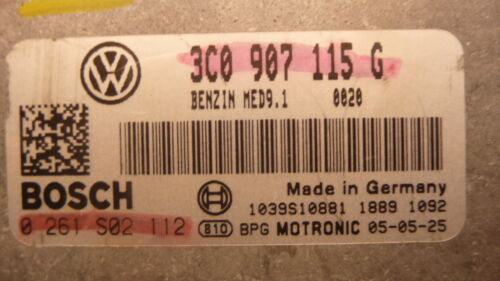 3C0 907 115 G
BENZIN MED9.1 0020
BOSCH
Made in Germany
0 261 S02 112
1039S10881 1889 1092
B10 BPG MOTRONIC 05-05-25